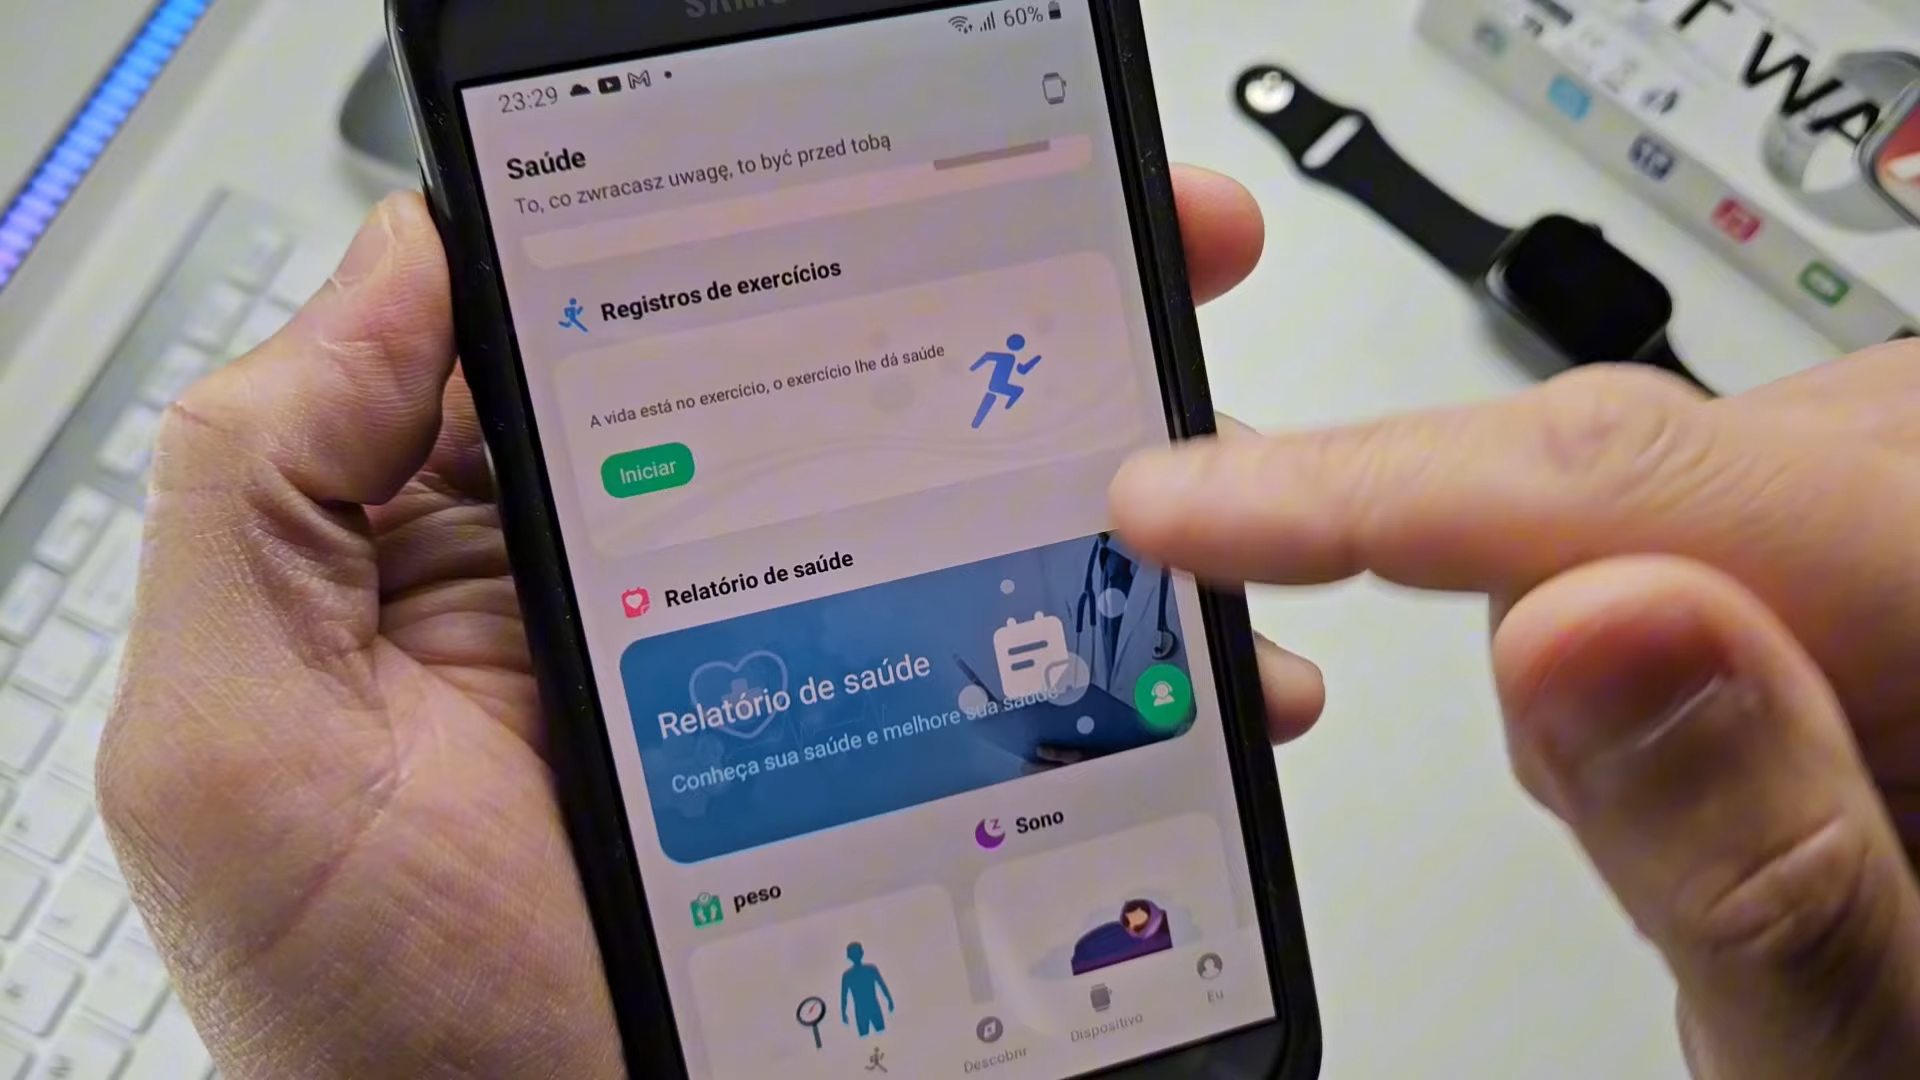 SAMSUNG
23:29
60%
Saúde
To, co zwracasz uwagę, to być przed tobą
Registros de exercícios
A vida está no exercício, o exercício lhe dá saúde
Iniciar
Relatório de saúde
Relatório de saúde
Conheça sua saúde e melhore sua saúde
peso
Sono
Descobrir
Dispositivo
Eu